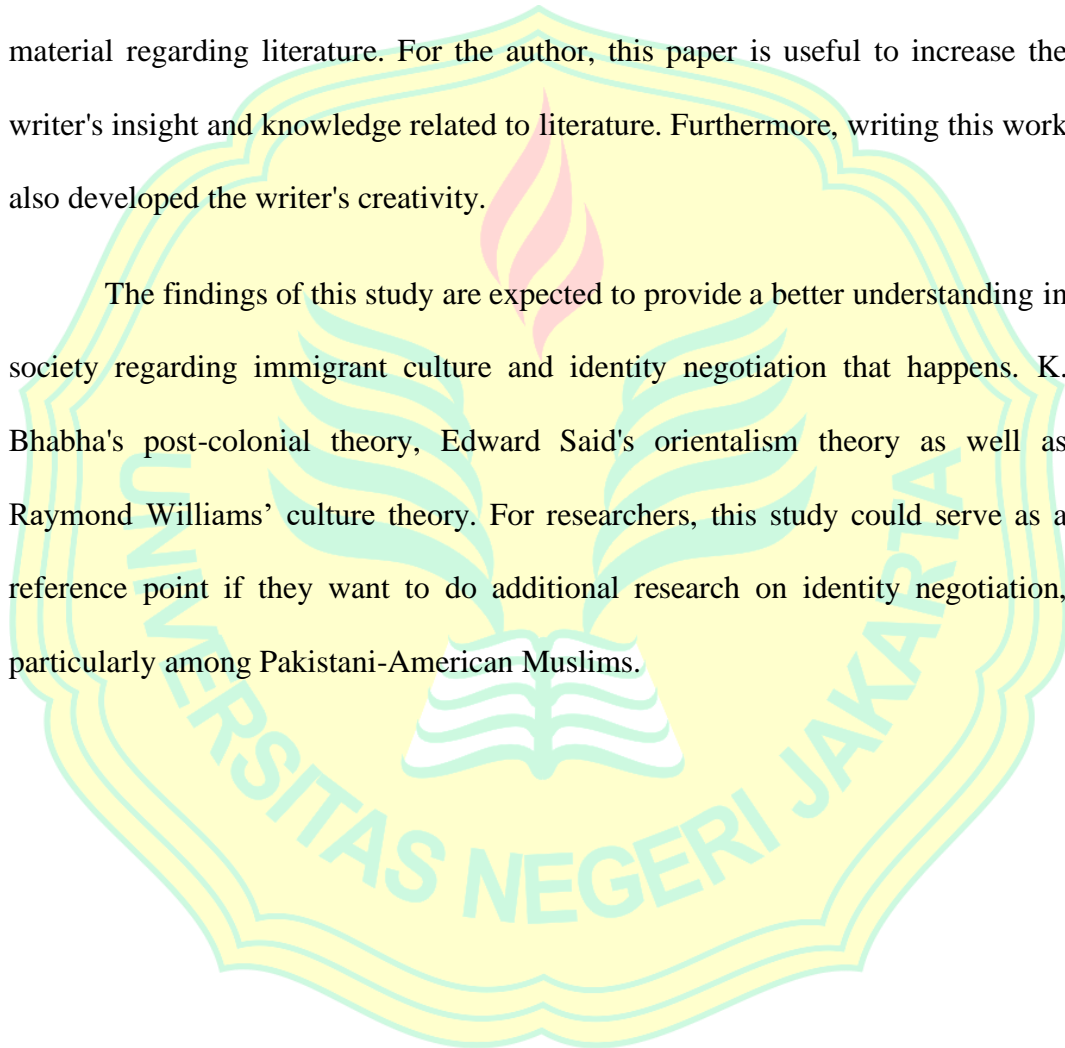 material regarding literature. For the author, this paper is useful to increase the
writer's insight and knowledge related to literature. Furthermore, writing this work
also developed the writer's creativity.
The findings of this study are expected to provide a better understanding in
society regarding immigrant culture and identity negotiation that happens. K.
Bhabha's post-colonial theory, Edward Said's orientalism theory as well as
Raymond Williams’ culture theory. For researchers, this study could serve as a
reference point if they want to do additional research on identity negotiation,
particularly among Pakistani-American Muslims.
UNIVERSITAS NEGERI JAKARTA